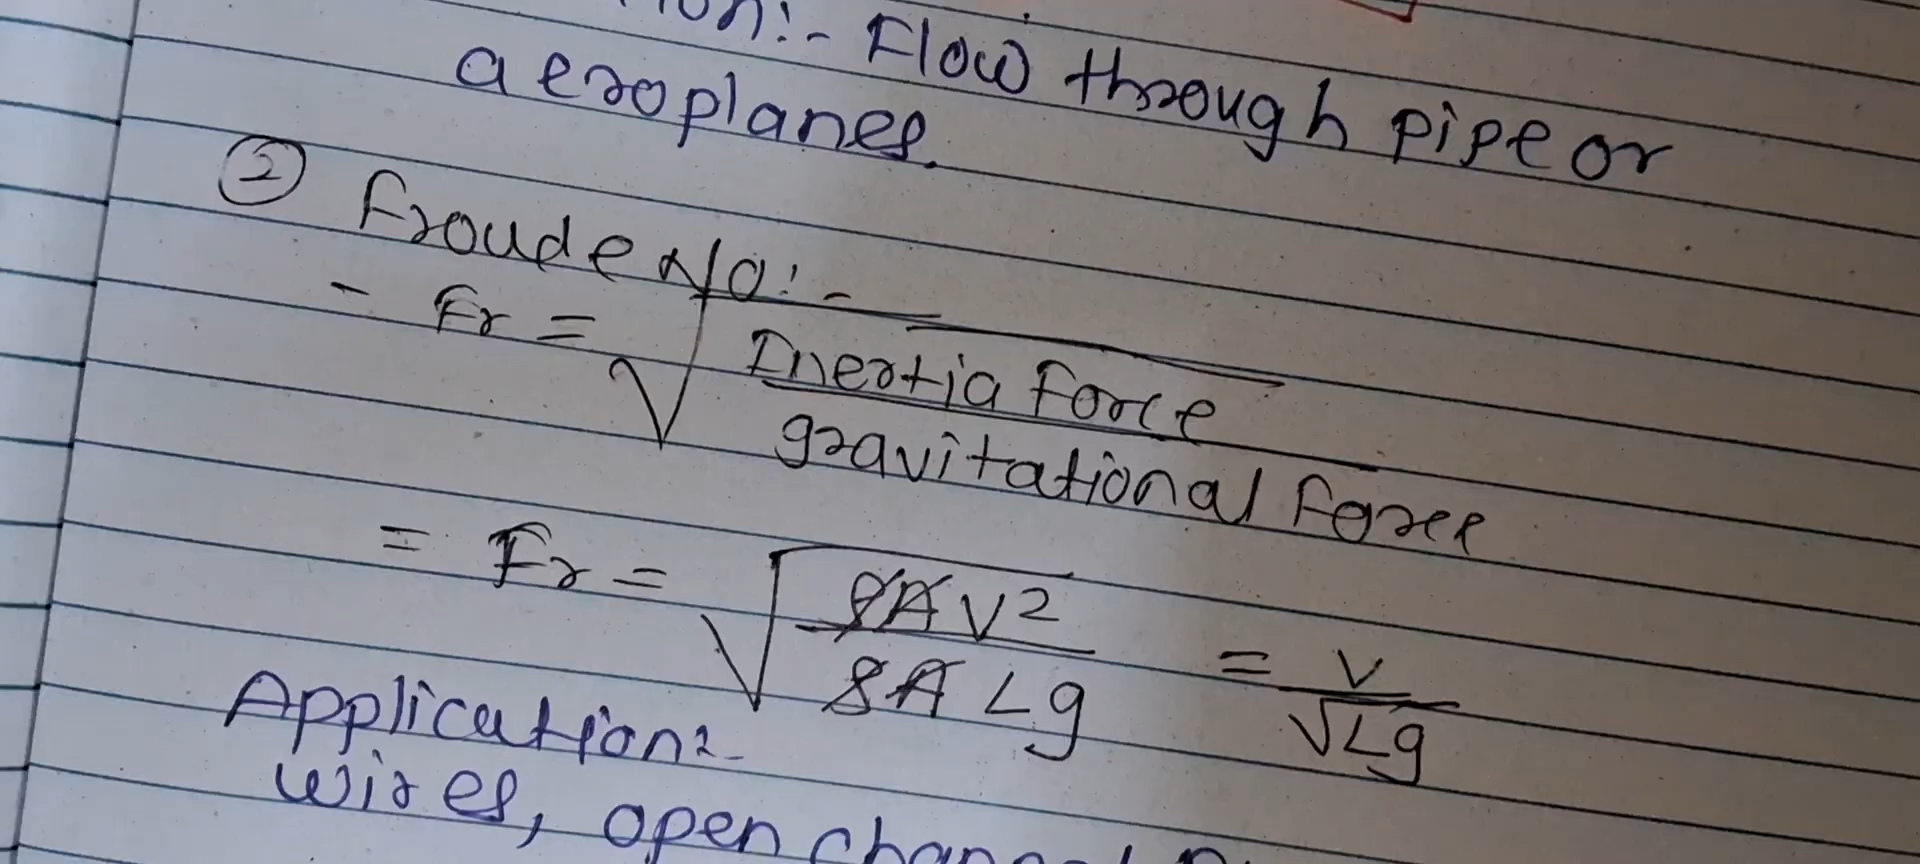 :- Flow through pipe or
aeroplanes.
② Froude No:-
- Fr = √(Inertia force / gravitational force)
= Fr = √(ρAV² / ρALg) = V / √Lg
Application:-
wires, open